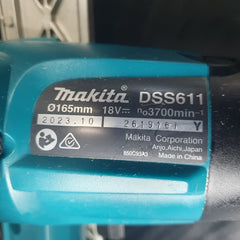 makita DSS611
Ø165mm 18V⎓ n₀3700min⁻¹
2023.10 Y
Makita Corporation
Anjo, Aichi, Japan
Made in China